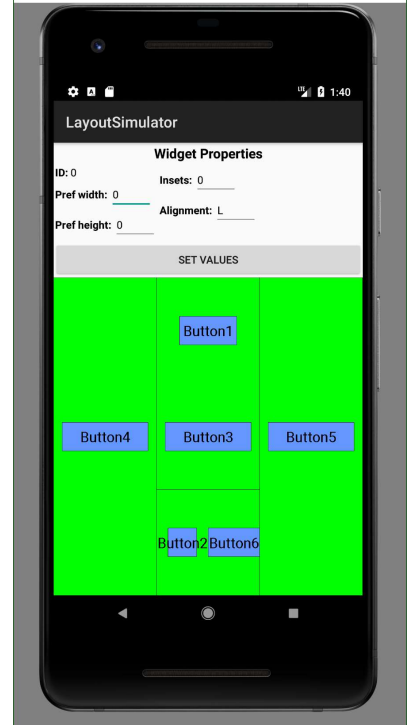 LTE 1:40
LayoutSimulator
Widget Properties
ID: 0
Insets: 0
Pref width: 0
Alignment: L
Pref height: 0
SET VALUES
Button1
Button4 Button3 Button5
Button2 Button6